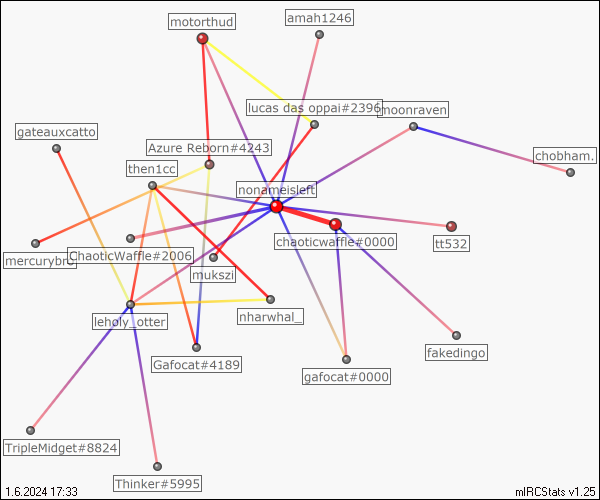 motorthud
amah1246
lucas das oppai#2396
moonraven
gateauxcatto
Azure Reborn#4243
chobham.
then1cc
nonameisleft
chaoticwaffle#0000
tt532
ChaoticWaffle#2006
mukszi
leholy_otter
nharwhal_
Gafocat#4189
fakedingo
gafocat#0000
TripleMidget#8824
Thinker#5995
1.6.2024 17:33
mIRCStats v1.25